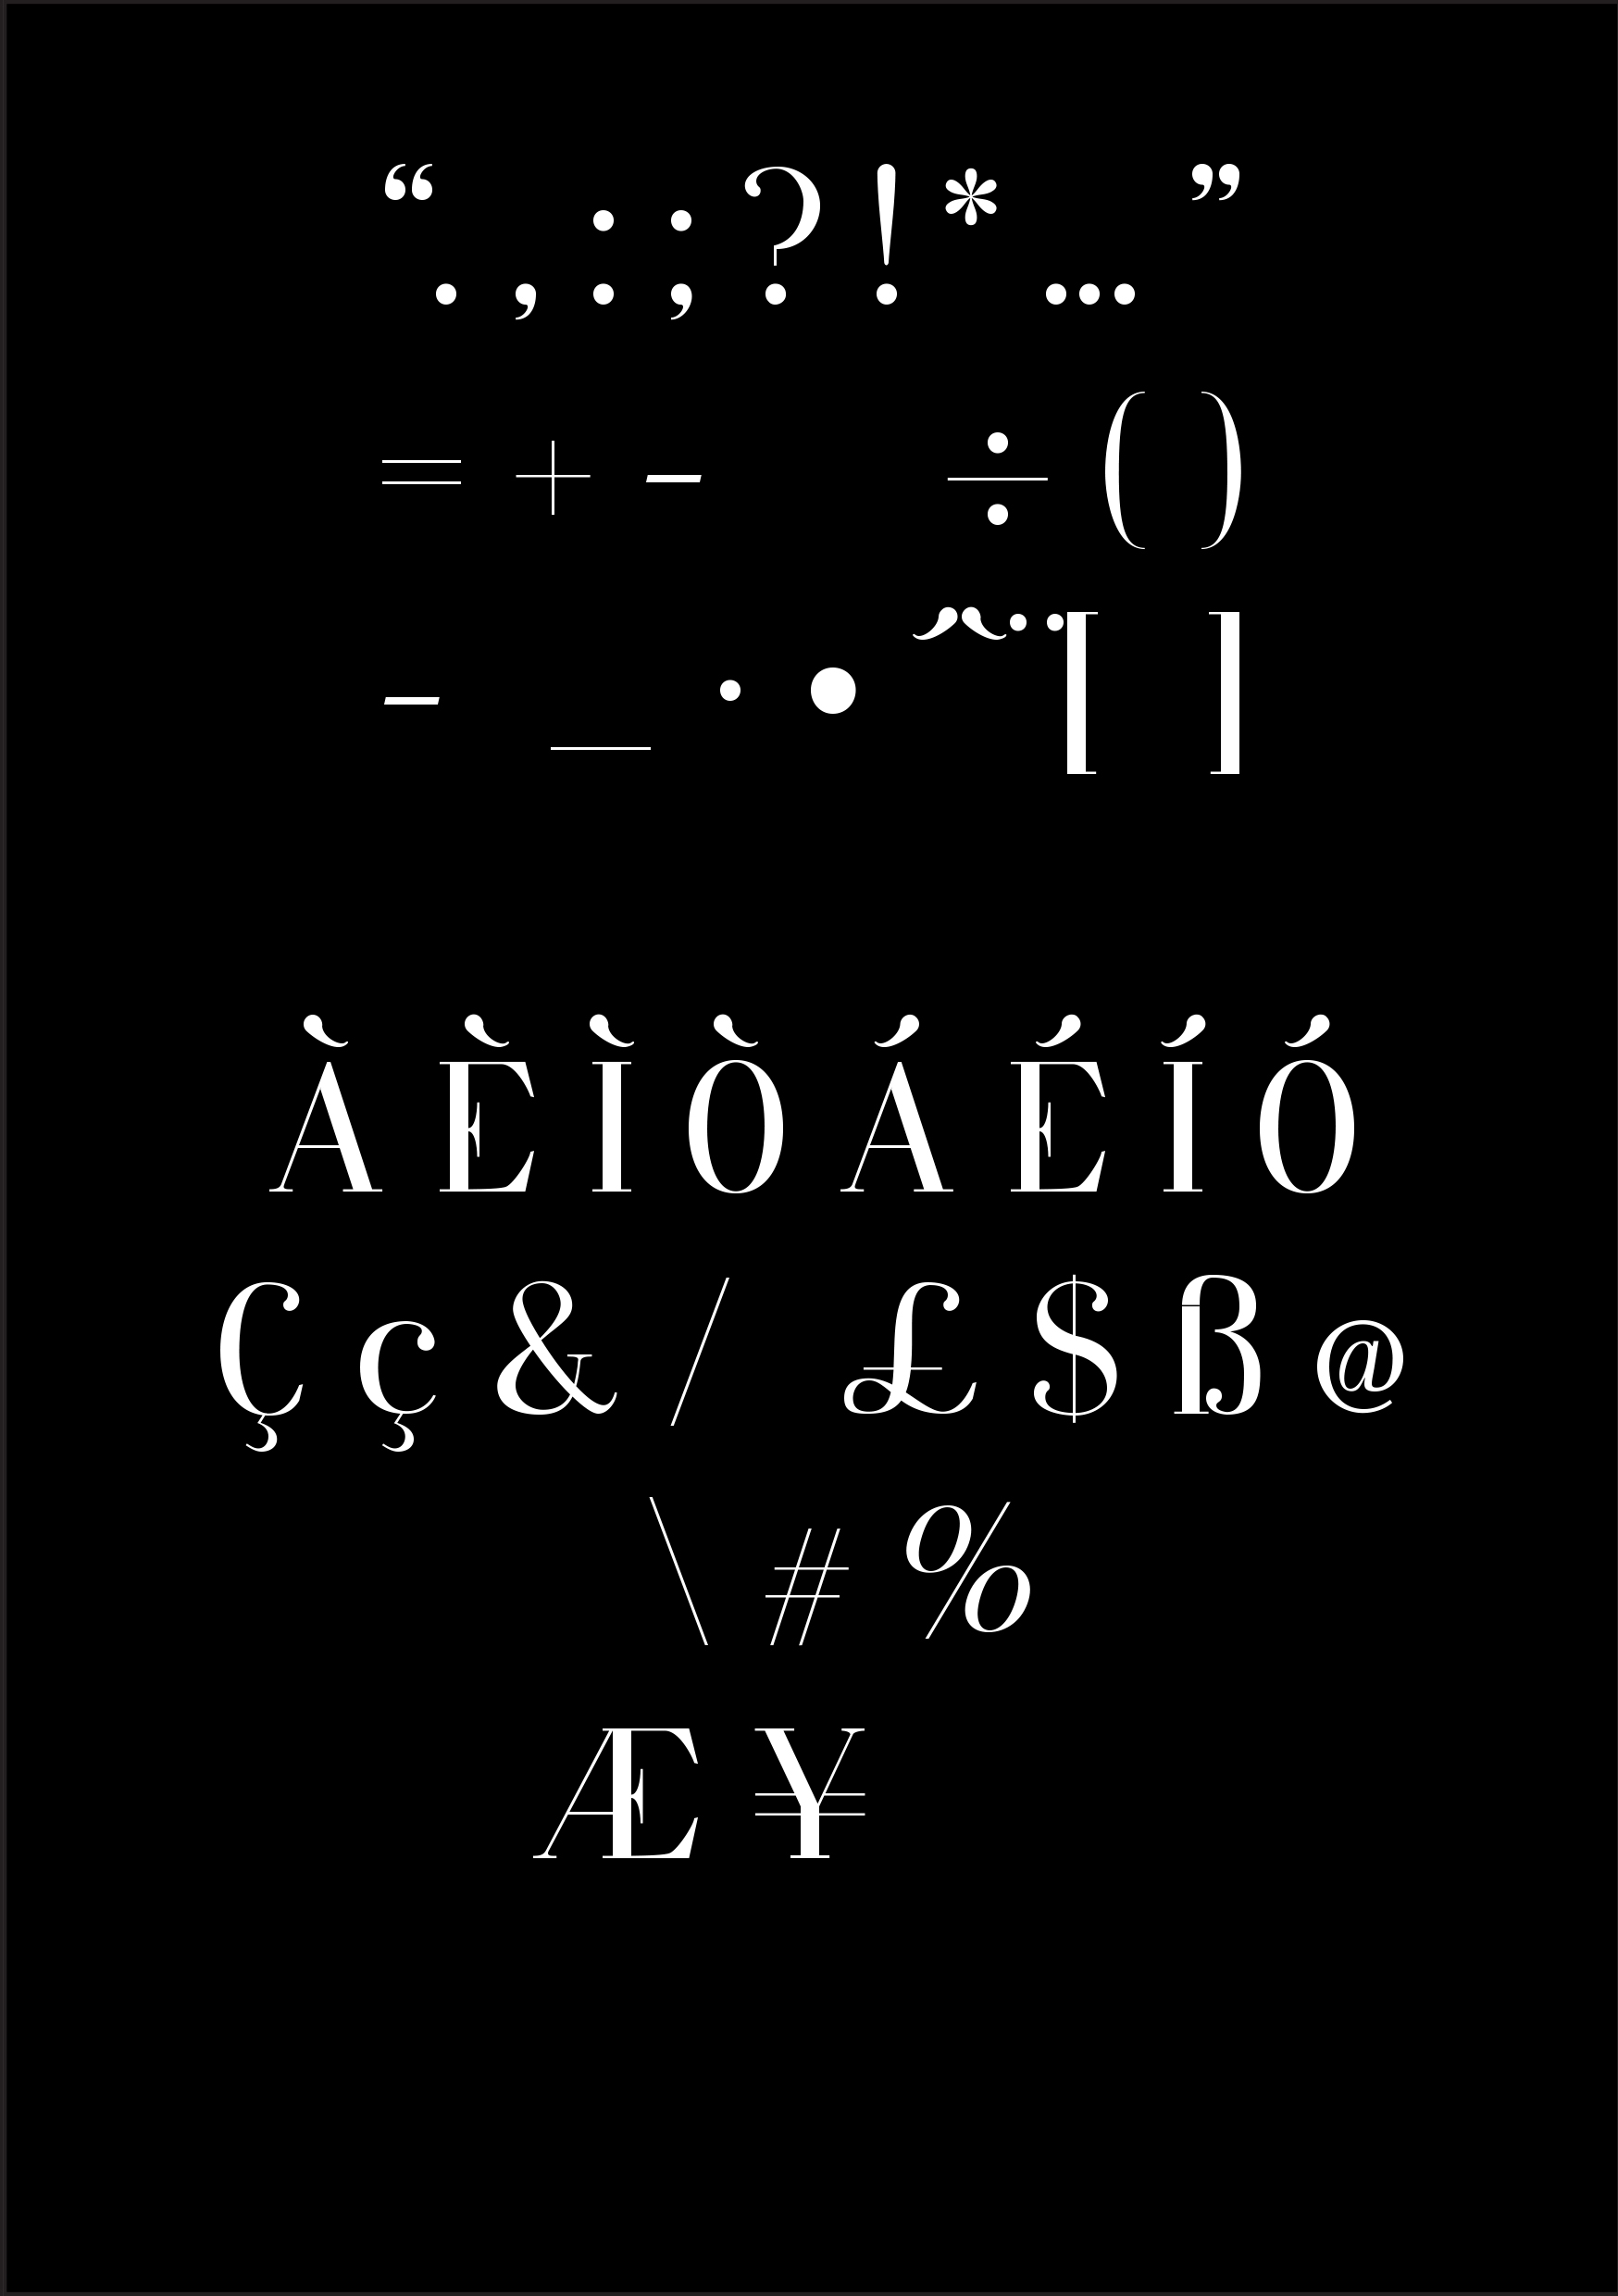 “ . , : ; ? ! * … ”
= + - ÷ ( )
- _ · • ´ ` ¨ [ ]
À È Ì Ò Á É Í Ó
Ç ç & / £ $ ß @
\ # %
Æ ¥